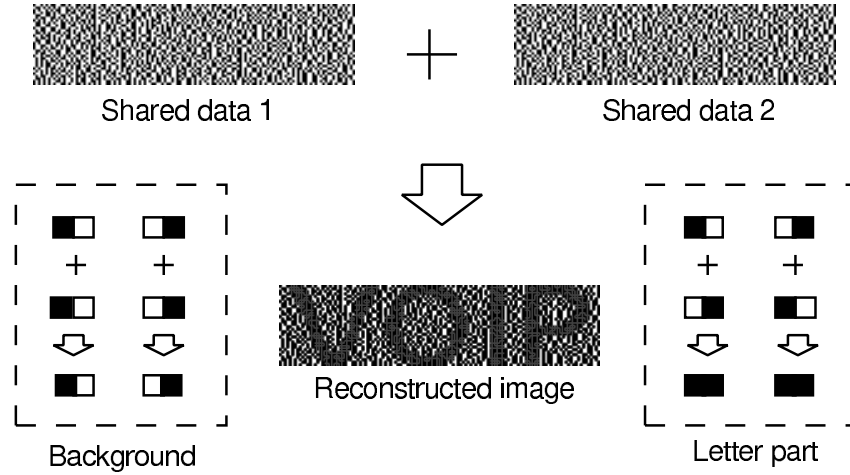 Shared data 1
Shared data 2
VOIP
Reconstructed image
Background
Letter part